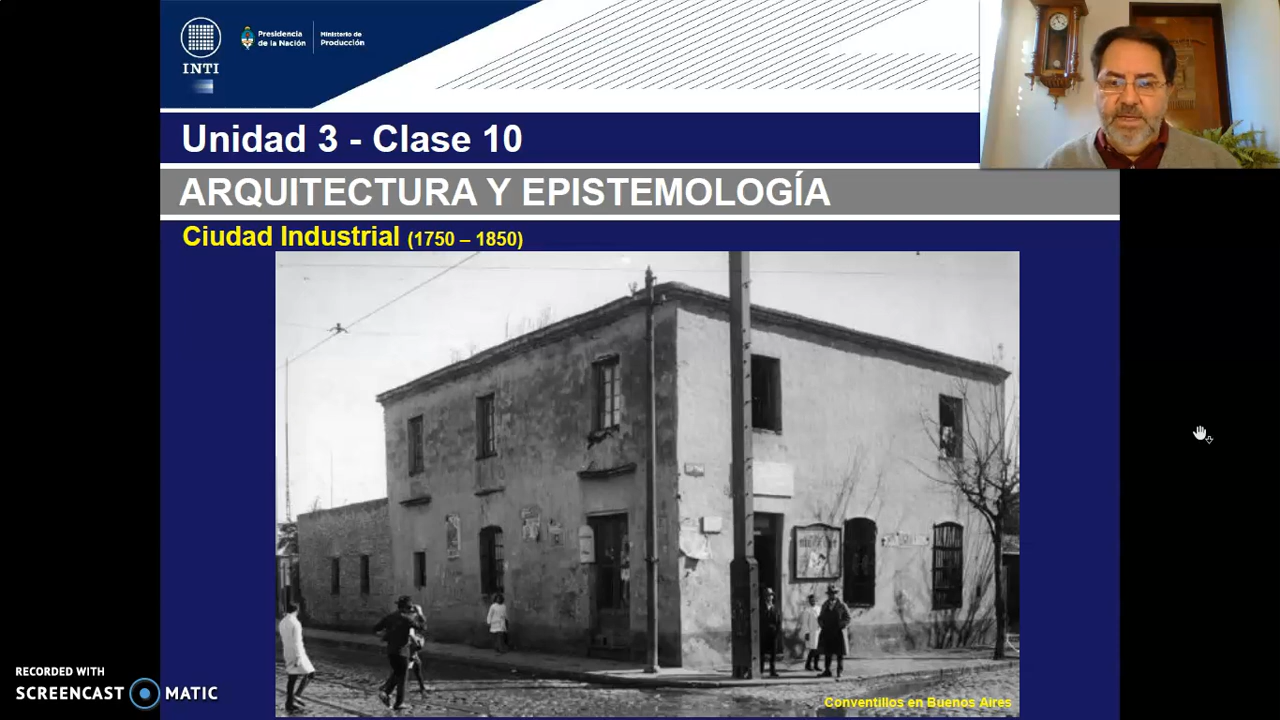 INTI
Presidencia
de la Nación
Ministerio de
Producción
Unidad 3 - Clase 10
ARQUITECTURA Y EPISTEMOLOGÍA
Ciudad Industrial (1750 – 1850)
Conventillos en Buenos Aires
RECORDED WITH
SCREENCAST MATIC